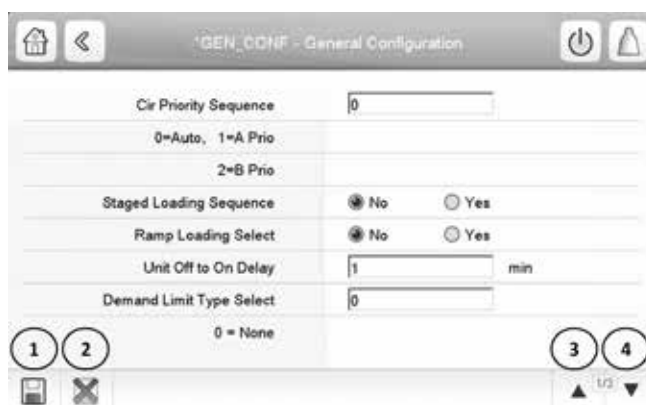 *GEN_CONF - General Configuration
Cir Priority Sequence 0
0=Auto, 1=A Prio
2=B Prio
Staged Loading Sequence No Yes
Ramp Loading Select No Yes
Unit Off to On Delay 1 min
Demand Limit Type Select 0
0 = None
1 2 3 4
1/3